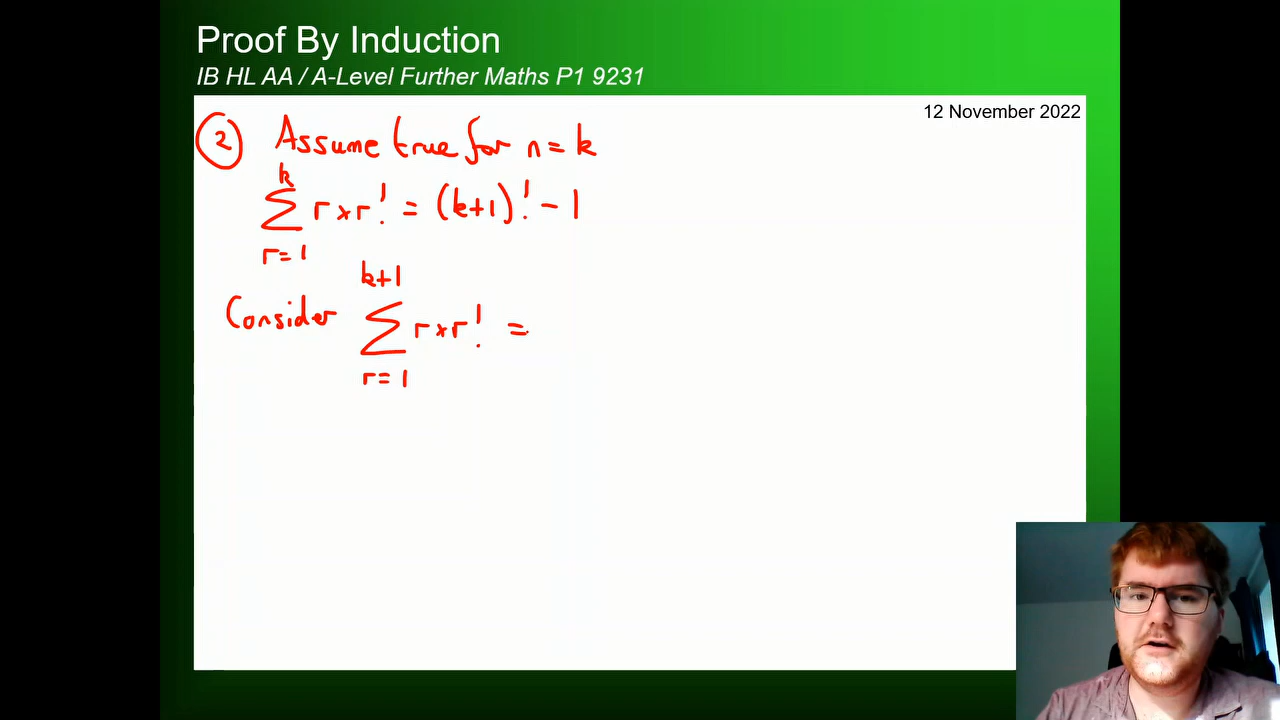 Proof By Induction
IB HL AA / A-Level Further Maths P1 9231
12 November 2022
② Assume true for n = k
k
∑ r × r! = (k+1)! - 1
r = 1
k+1
Consider ∑ r × r! =
r = 1